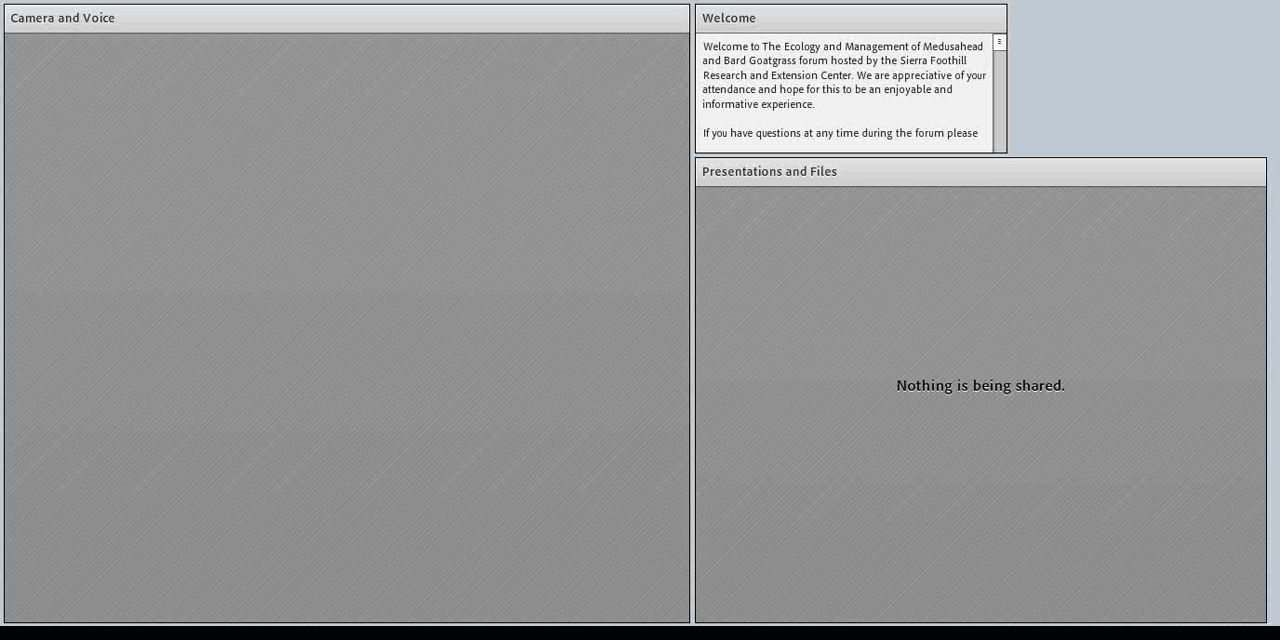 Camera and Voice
Welcome
Welcome to The Ecology and Management of Medusahead
and Bard Goatgrass forum hosted by the Sierra Foothill
Research and Extension Center. We are appreciative of your
attendance and hope for this to be an enjoyable and
informative experience.
If you have questions at any time during the forum please
Presentations and Files
Nothing is being shared.